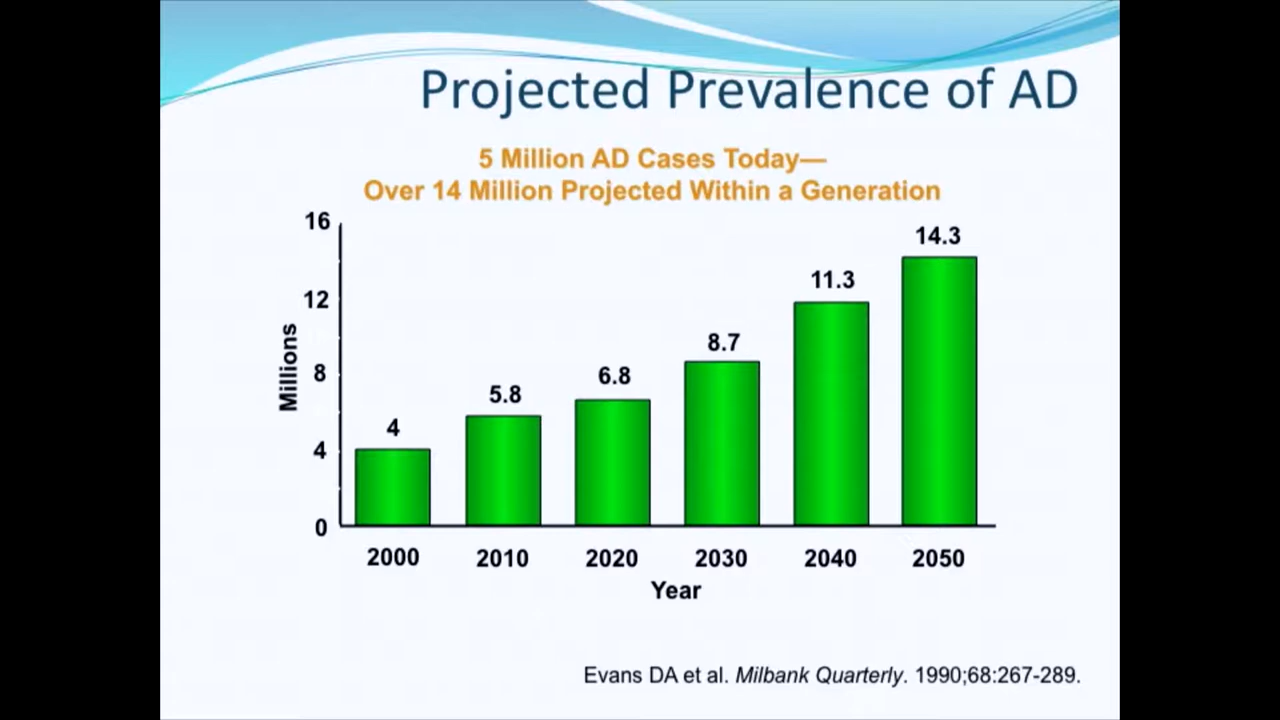 Projected Prevalence of AD
5 Million AD Cases Today—
Over 14 Million Projected Within a Generation
16
12
8
4
0
Millions
4
5.8
6.8
8.7
11.3
14.3
2000 2010 2020 2030 2040 2050
Year
Evans DA et al. Milbank Quarterly. 1990;68:267-289.